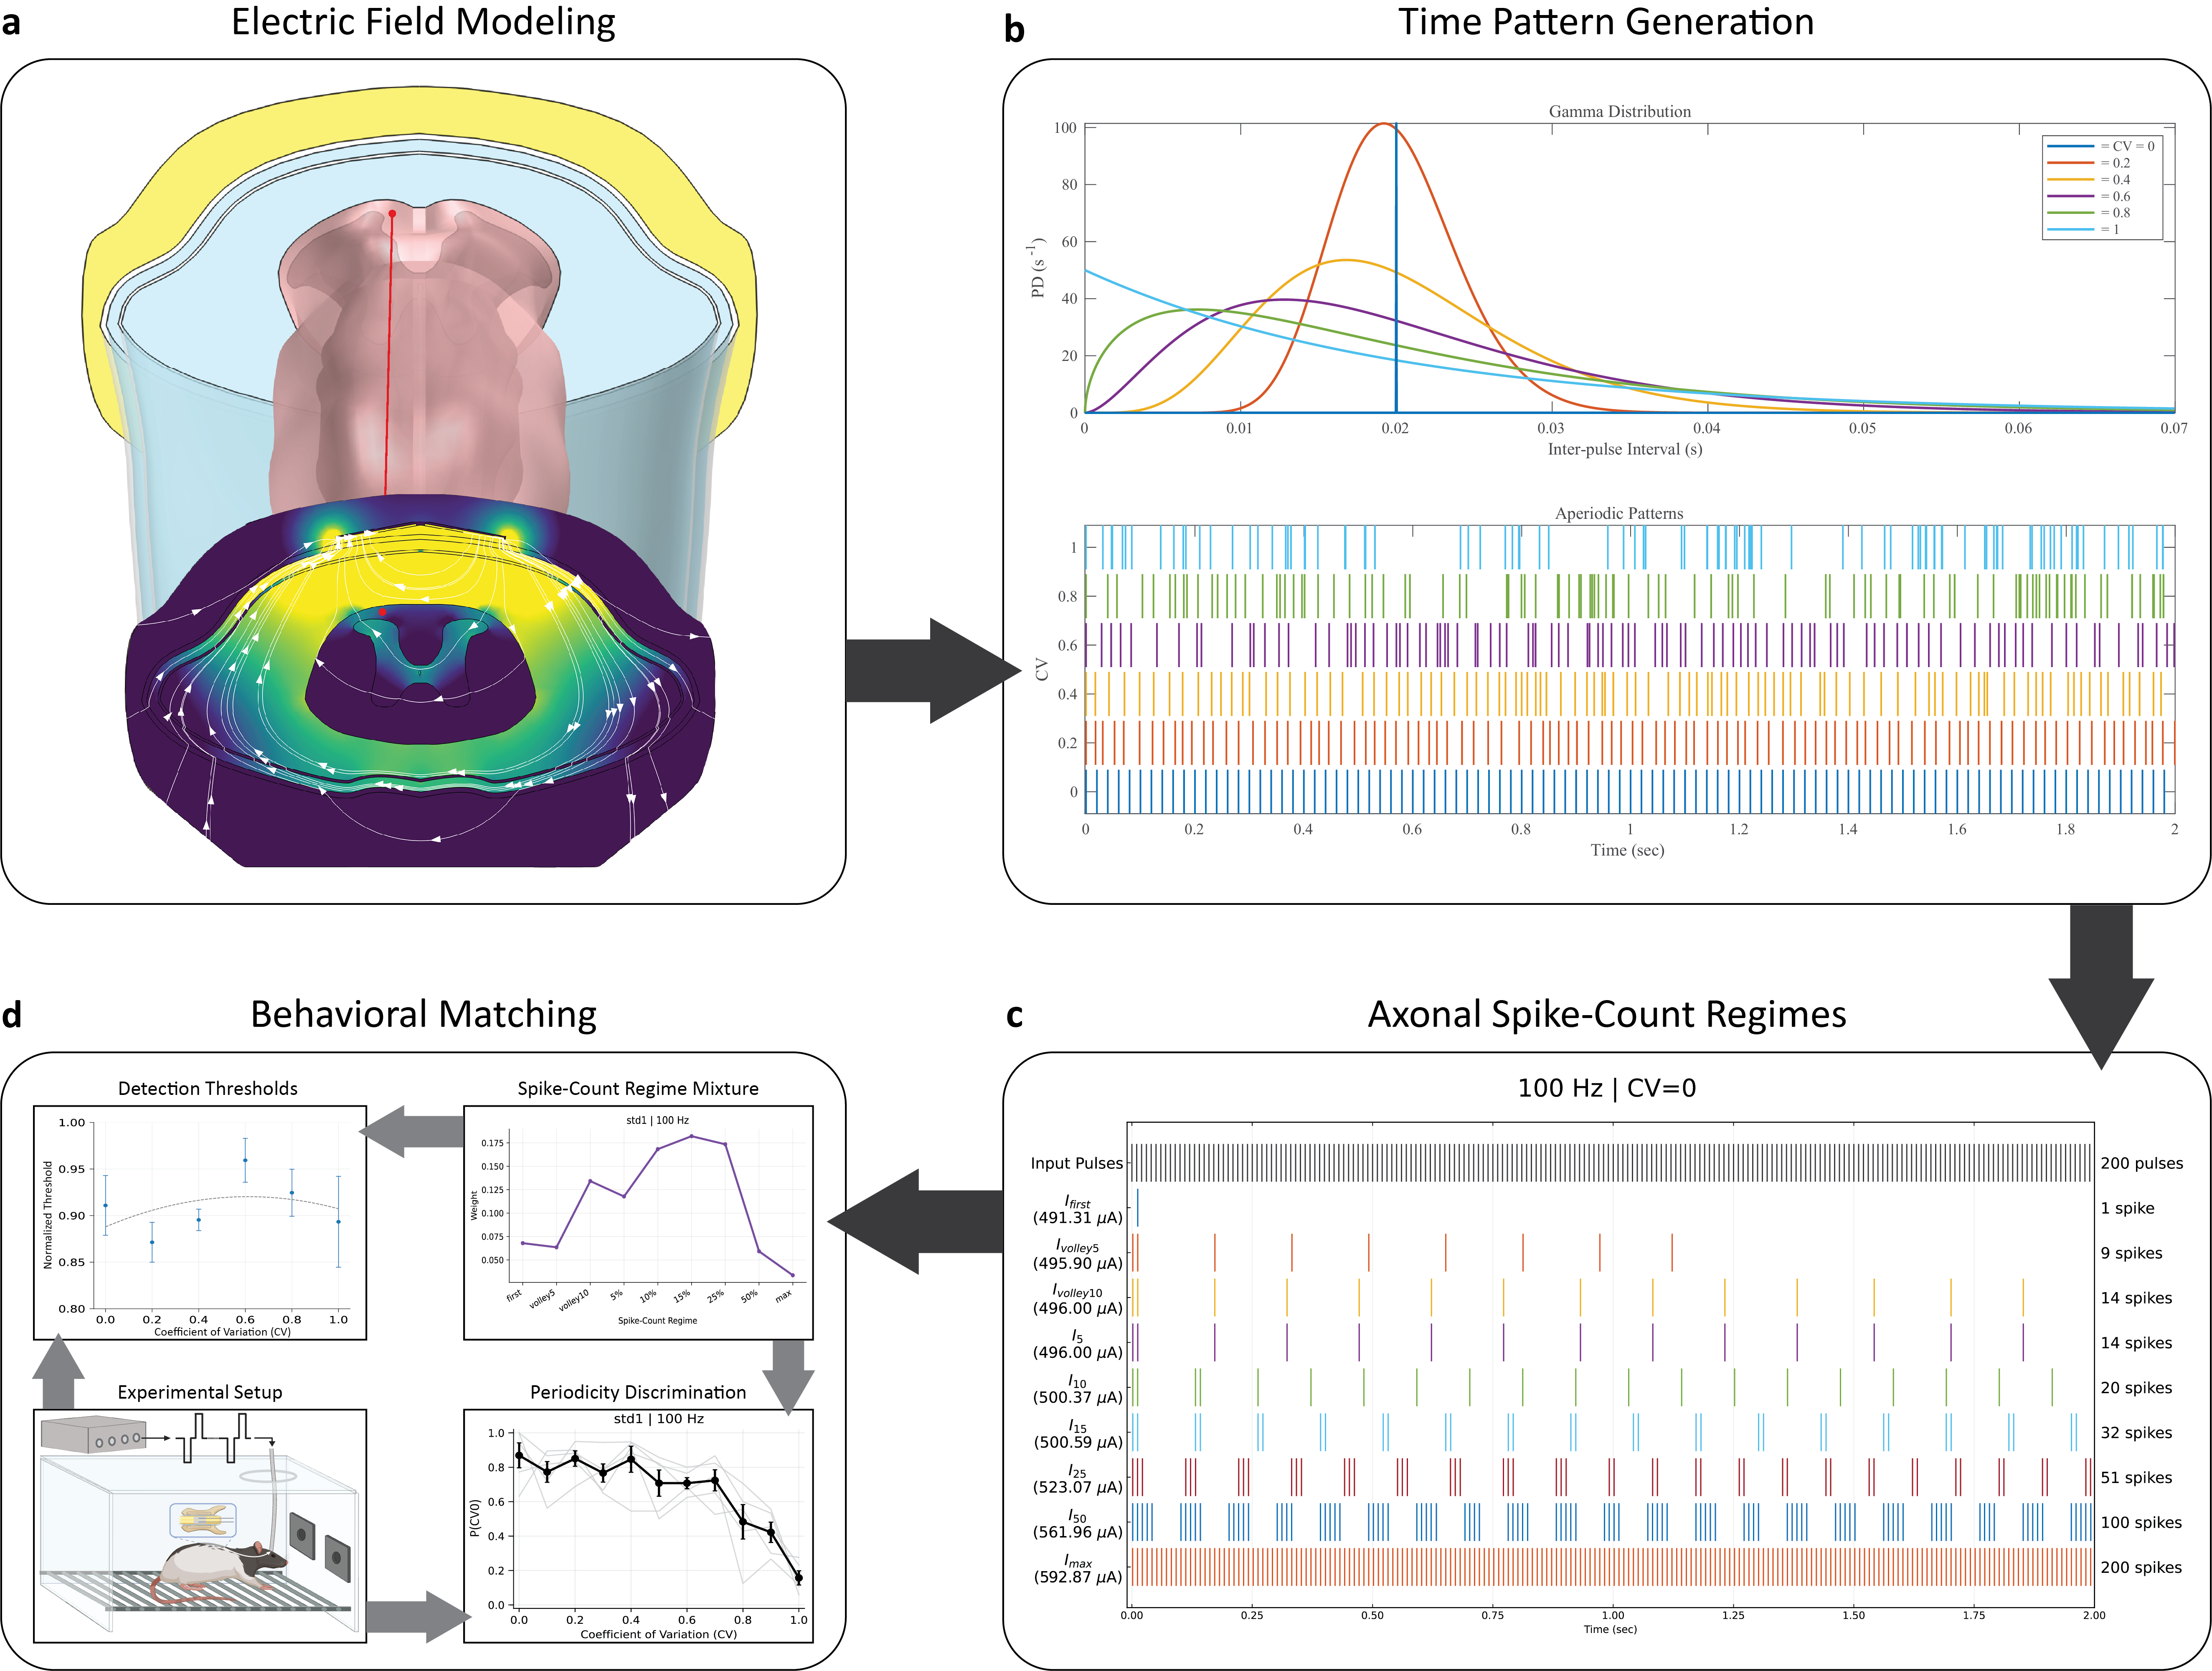 a
Electric Field Modeling
b
Time Pattern Generation
Gamma Distribution
100
80
60
40
20
0
PD (s⁻¹)
= CV = 0
= 0.2
= 0.4
= 0.6
= 0.8
= 1
0 0.01 0.02 0.03 0.04 0.05 0.06 0.07
Inter-pulse Interval (s)
Aperiodic Patterns
1
0.8
0.6
0.4
0.2
0
CV
0 0.2 0.4 0.6 0.8 1 1.2 1.4 1.6 1.8 2
Time (sec)
d
Behavioral Matching
Detection Thresholds
1.00
0.95
0.90
0.85
0.80
Normalized Threshold
0.0 0.2 0.4 0.6 0.8 1.0
Coefficient of Variation (CV)
Spike-Count Regime Mixture
std1 | 100 Hz
0.175
0.150
0.125
0.100
0.075
0.050
Weight
first volley5 volley10 5% 10% 15% 25% 50% max
Spike-Count Regime
Experimental Setup
Periodicity Discrimination
std1 | 100 Hz
1.0
0.8
0.6
0.4
0.2
0.0
P(CV0)
0.0 0.2 0.4 0.6 0.8 1.0
Coefficient of Variation (CV)
c
Axonal Spike-Count Regimes
100 Hz | CV=0
Input Pulses 200 pulses
I_first
(491.31 μA) 1 spike
I_volley5
(495.90 μA) 9 spikes
I_volley10
(496.00 μA) 14 spikes
I_5
(496.00 μA) 14 spikes
I_10
(500.37 μA) 20 spikes
I_15
(500.59 μA) 32 spikes
I_25
(523.07 μA) 51 spikes
I_50
(561.96 μA) 100 spikes
I_max
(592.87 μA) 200 spikes
0.00 0.25 0.50 0.75 1.00 1.25 1.50 1.75 2.00
Time (sec)